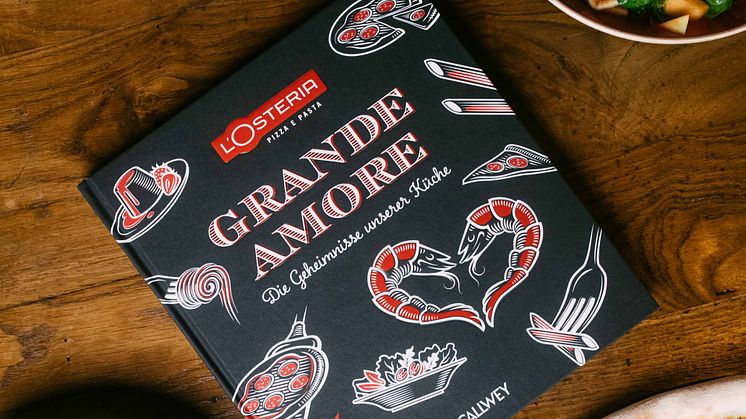 L'OSTERIA
PIZZA E PASTA
GRANDE
AMORE
Die Geheimnisse unserer Küche
CALLWEY